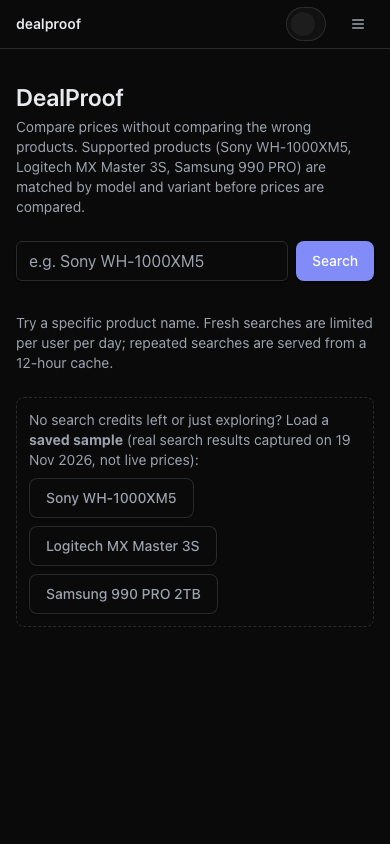 dealproof
DealProof
Compare prices without comparing the wrong
products. Supported products (Sony WH-1000XM5,
Logitech MX Master 3S, Samsung 990 PRO) are
matched by model and variant before prices are
compared.
e.g. Sony WH-1000XM5
Search
Try a specific product name. Fresh searches are limited
per user per day; repeated searches are served from a
12-hour cache.
No search credits left or just exploring? Load a
saved sample (real search results captured on 19
Nov 2026, not live prices):
Sony WH-1000XM5
Logitech MX Master 3S
Samsung 990 PRO 2TB